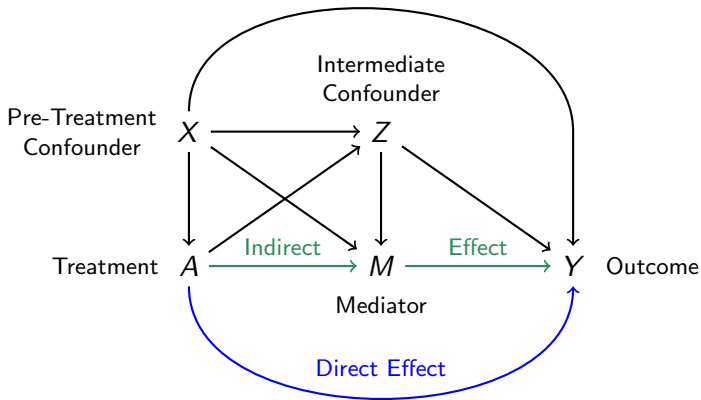 Intermediate
Confounder
Pre-Treatment
Confounder
X
Z
Indirect
Effect
Treatment
A
M
Y
Outcome
Mediator
Direct Effect